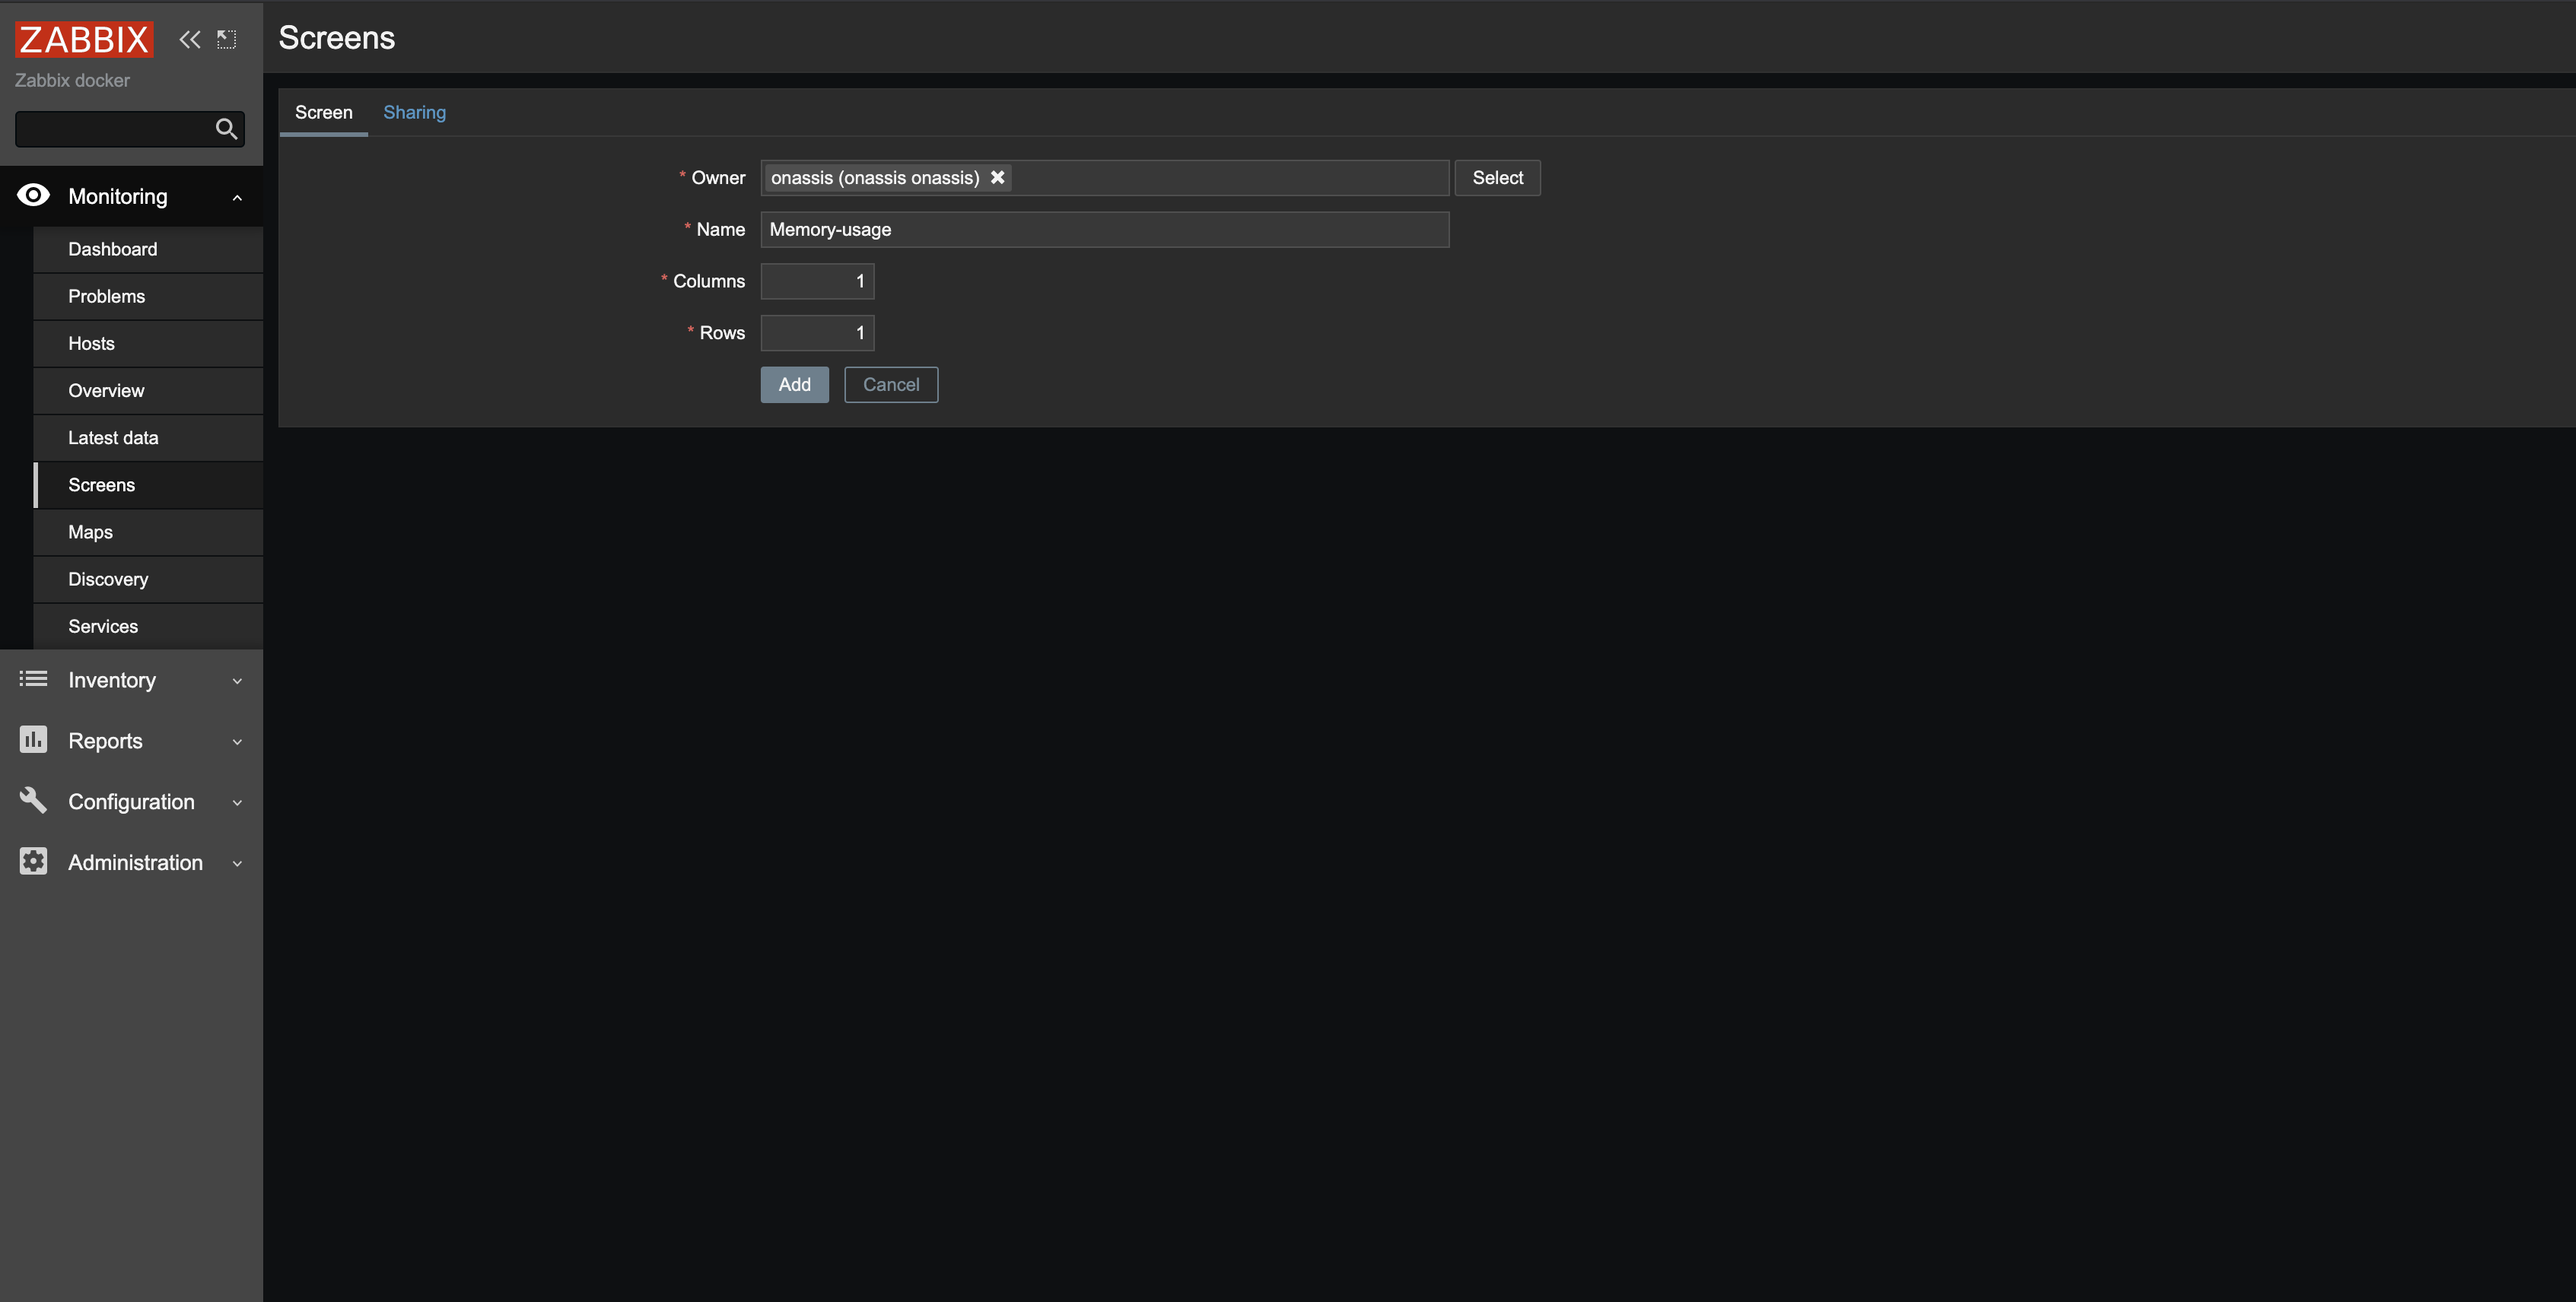 ZABBIX
Zabbix docker
Monitoring
Dashboard
Problems
Hosts
Overview
Latest data
Screens
Maps
Discovery
Services
Inventory
Reports
Configuration
Administration
Screens
Screen Sharing
* Owner onassis (onassis onassis) Select
* Name Memory-usage
* Columns 1
* Rows 1
Add Cancel